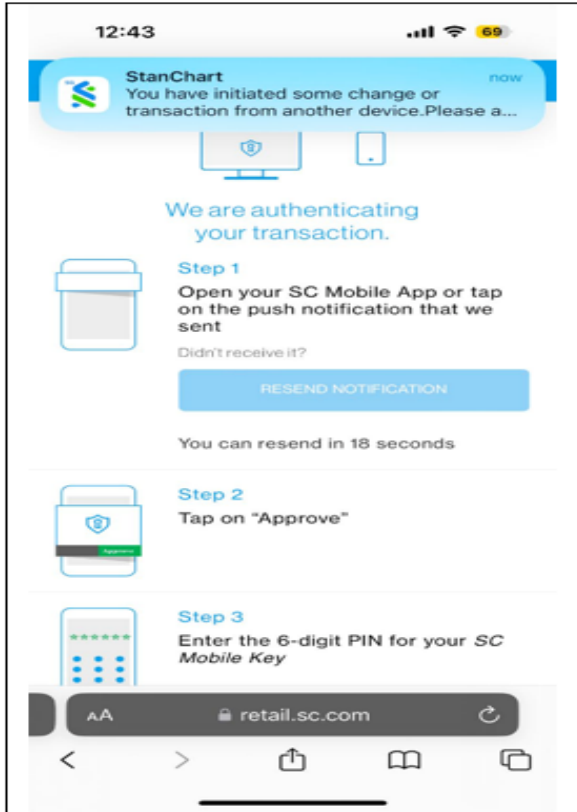 12:43
69
StanChart
now
You have initiated some change or
transaction from another device.Please a...
We are authenticating
your transaction.
Step 1
Open your SC Mobile App or tap
on the push notification that we
sent
Didn't receive it?
RESEND NOTIFICATION
You can resend in 18 seconds
Step 2
Tap on “Approve”
Approve
Step 3
Enter the 6-digit PIN for your SC
Mobile Key
******
AA
retail.sc.com